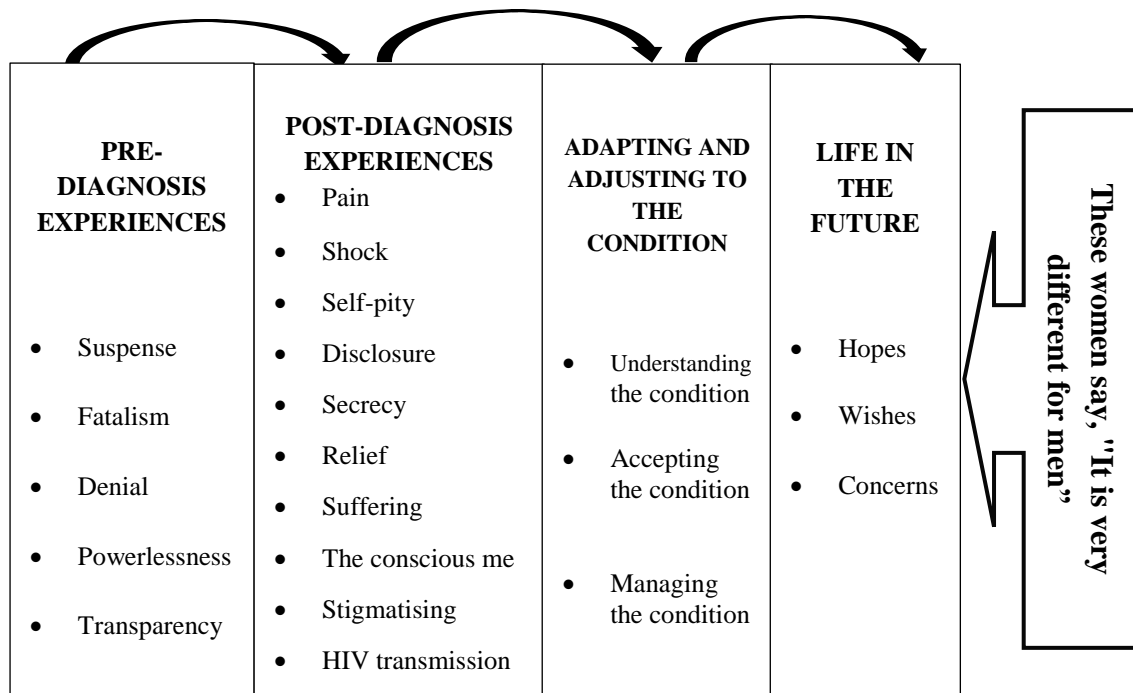 PRE-
DIAGNOSIS
EXPERIENCES
• Suspense
• Fatalism
• Denial
• Powerlessness
• Transparency
POST-DIAGNOSIS
EXPERIENCES
• Pain
• Shock
• Self-pity
• Disclosure
• Secrecy
• Relief
• Suffering
• The conscious me
• Stigmatising
• HIV transmission
ADAPTING AND
ADJUSTING TO
THE
CONDITION
• Understanding
the condition
• Accepting
the condition
• Managing
the condition
LIFE IN
THE
FUTURE
• Hopes
• Wishes
• Concerns
These women say, "It is very
different for men”